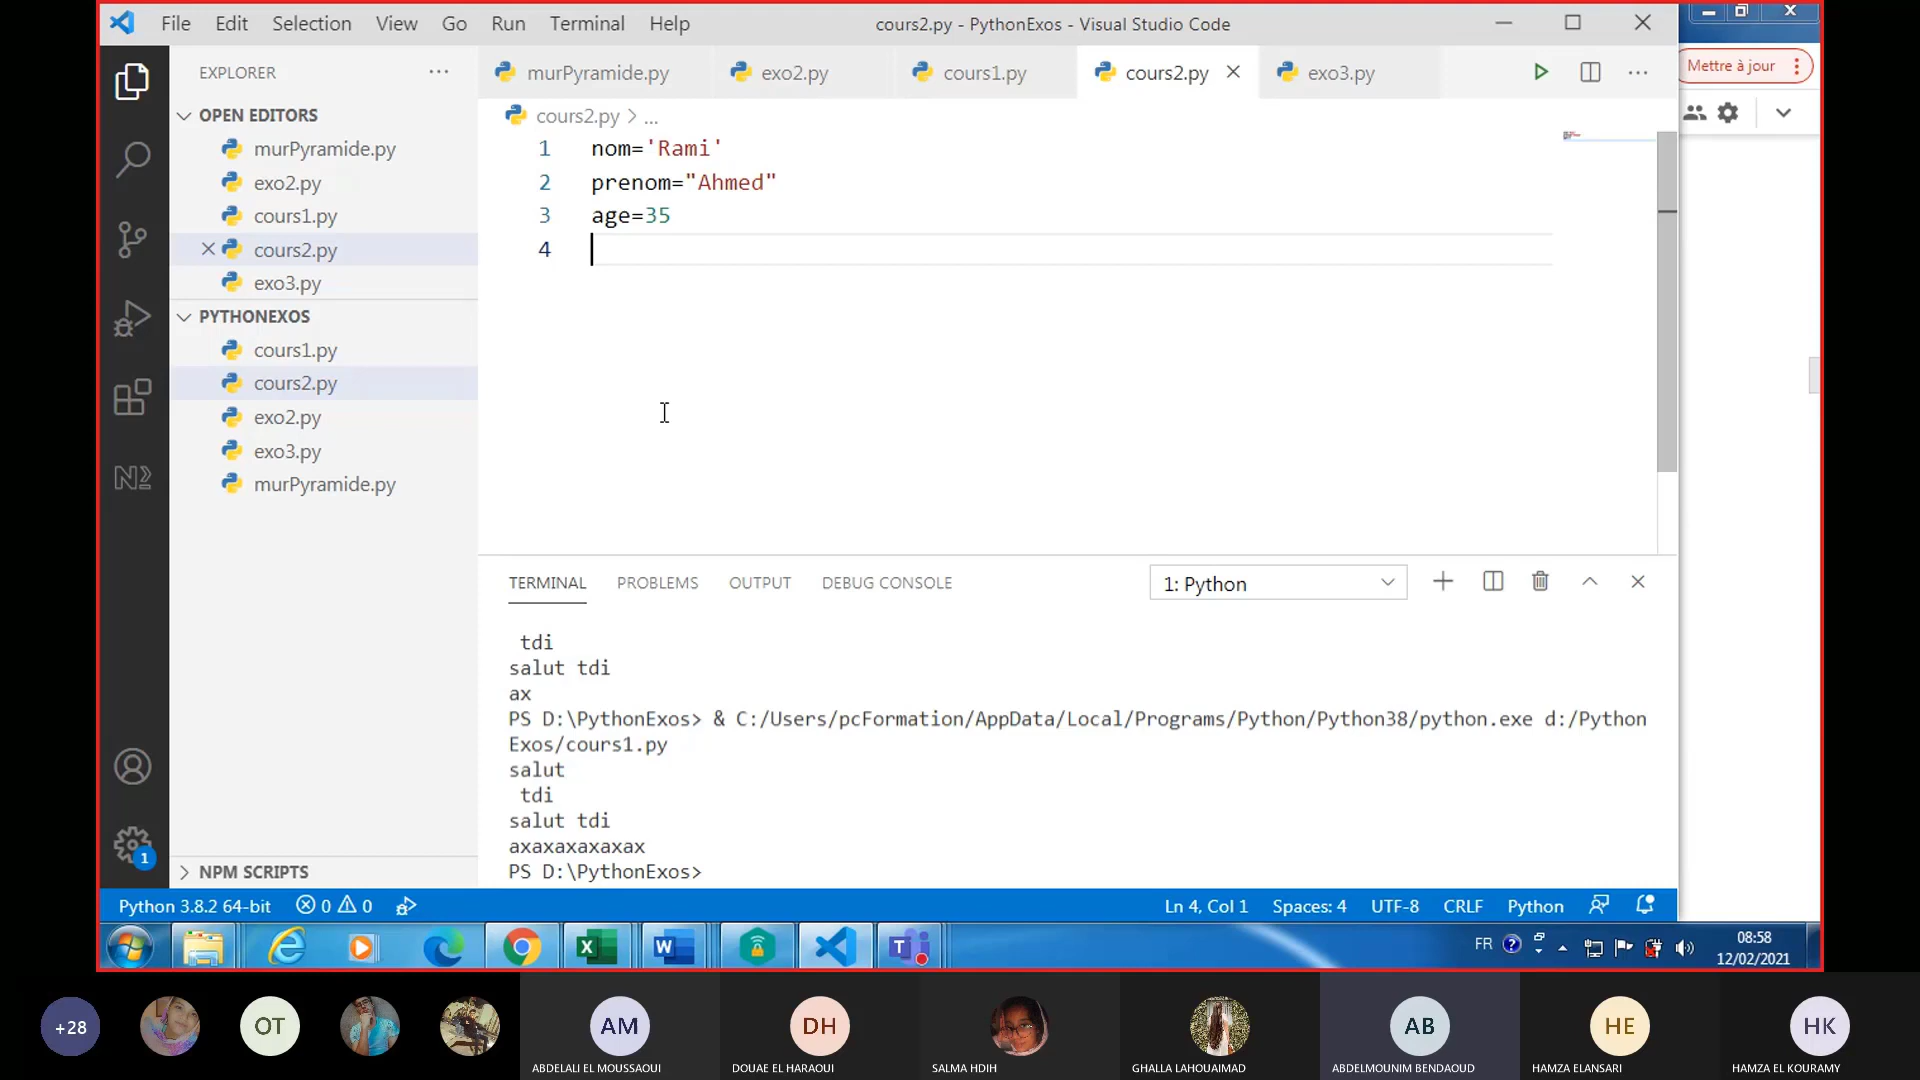 File Edit Selection View Go Run Terminal Help
cours2.py - PythonExos - Visual Studio Code
Mettre à jour
EXPLORER
OPEN EDITORS
murPyramide.py
exo2.py
cours1.py
cours2.py
exo3.py
PYTHONEXOS
cours1.py
cours2.py
exo2.py
exo3.py
murPyramide.py
NPM SCRIPTS
murPyramide.py exo2.py cours1.py cours2.py exo3.py
cours2.py > ...
1 nom='Rami'
2 prenom="Ahmed"
3 age=35
4
TERMINAL PROBLEMS OUTPUT DEBUG CONSOLE
1: Python
tdi
salut tdi
ax
PS D:\PythonExos> & C:/Users/pcFormation/AppData/Local/Programs/Python/Python38/python.exe d:/Python
Exos/cours1.py
salut
tdi
salut tdi
axaxaxaxaxax
PS D:\PythonExos>
1
Python 3.8.2 64-bit 0 0
Ln 4, Col 1 Spaces: 4 UTF-8 CRLF Python
FR
08:58
12/02/2021
+28
OT
AM
DH
AB
HE
HK
ABDELALI EL MOUSSAOUI
DOUAE EL HARAOUI
SALMA HDIH
GHALLA LAHOUAIMAD
ABDELMOUNIM BENDAOUD
HAMZA ELANSARI
HAMZA EL KOURAMY